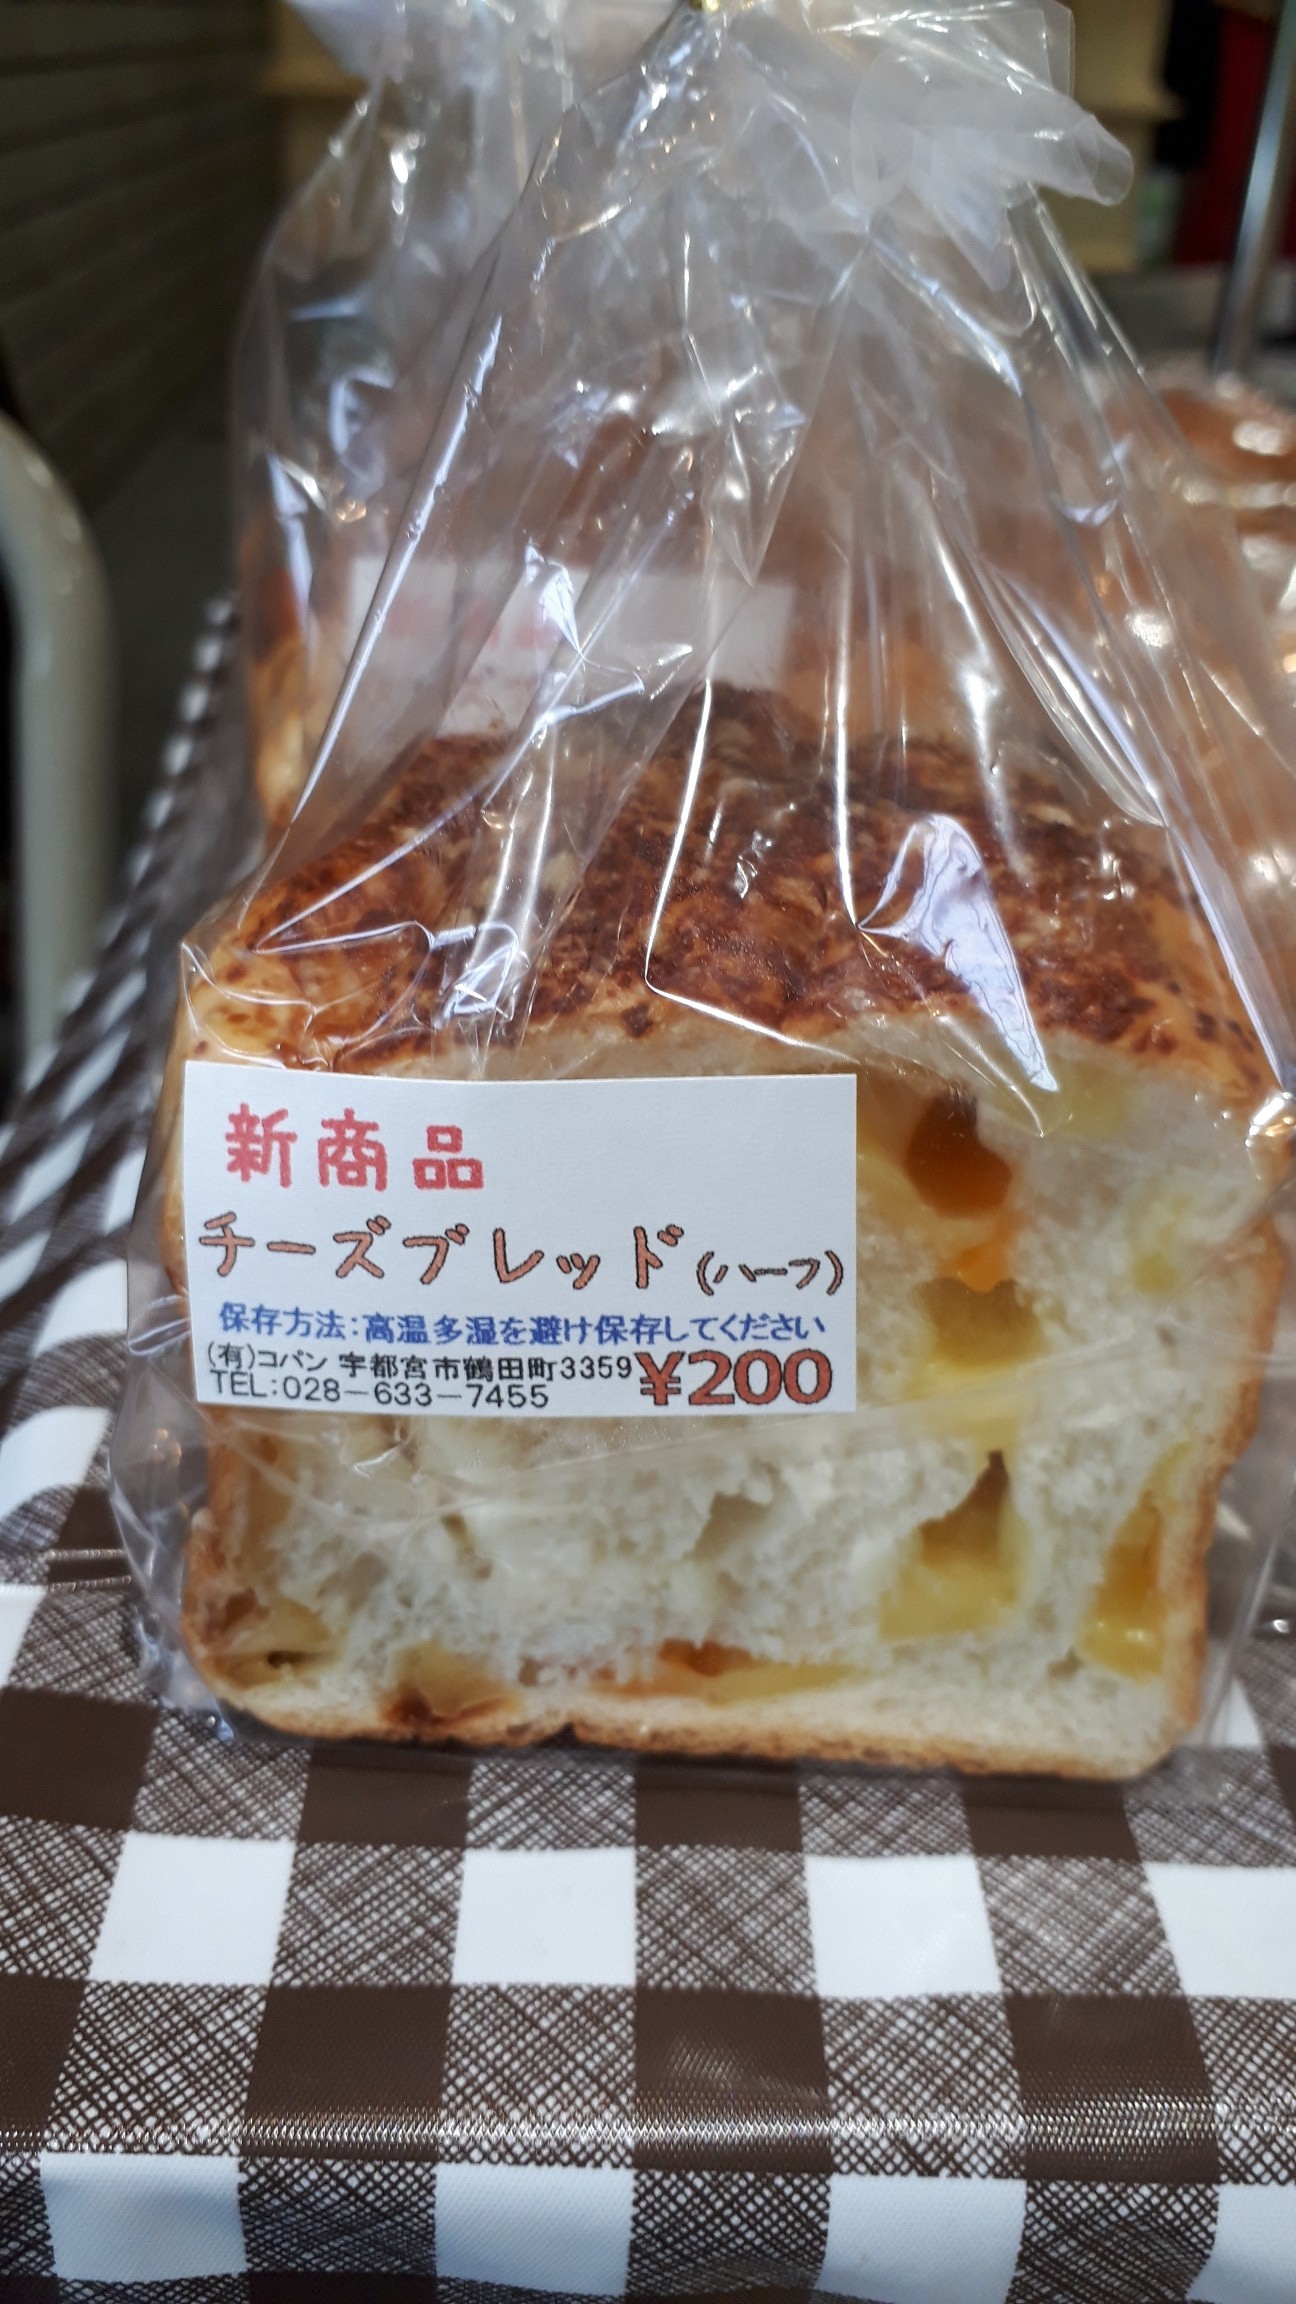 新商品
チーズブレッド(ハーフ)
保存方法:高温多湿を避け保存してください
(有)コパン 宇都宮市鶴田町3359
TEL:028-633-7455
¥200